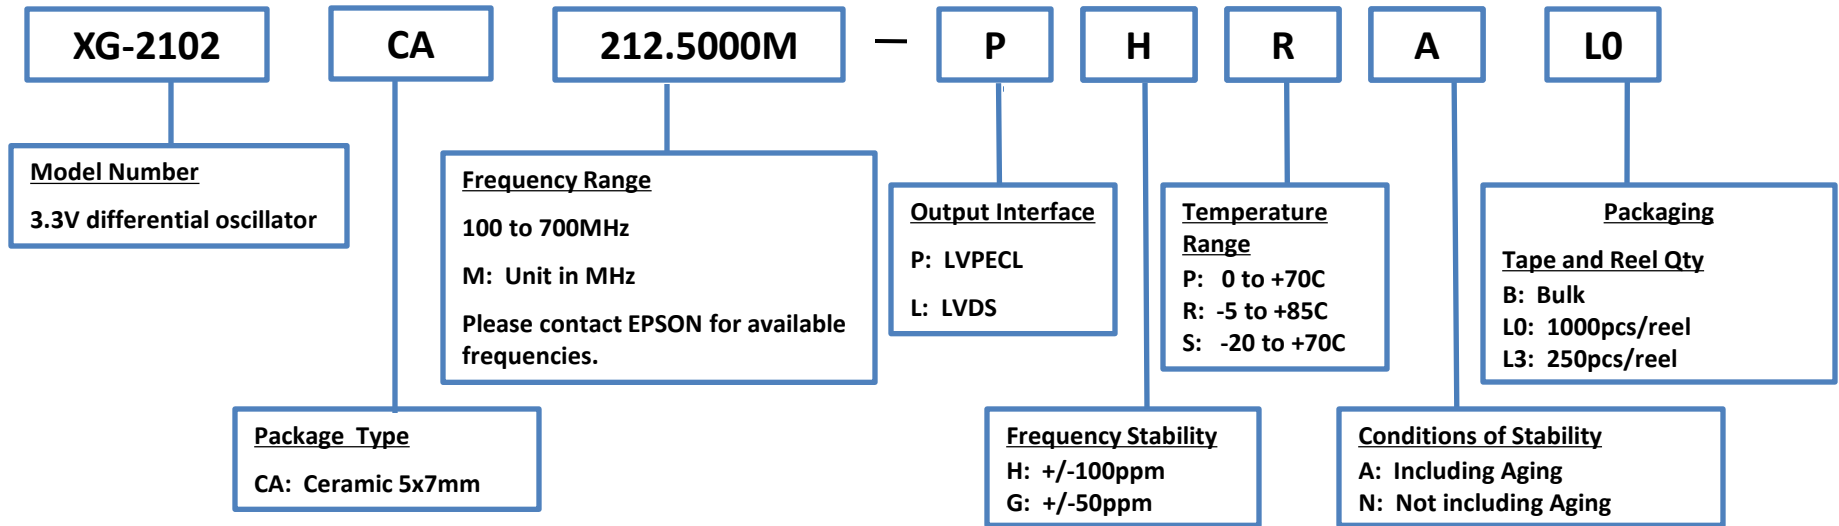 XG-2102 CA 212.5000M — P H R A L0
Model Number
3.3V differential oscillator
Frequency Range
100 to 700MHz
M: Unit in MHz
Please contact EPSON for available
frequencies.
Output Interface
P: LVPECL
L: LVDS
Temperature
Range
P: 0 to +70C
R: -5 to +85C
S: -20 to +70C
Packaging
Tape and Reel Qty
B: Bulk
L0: 1000pcs/reel
L3: 250pcs/reel
Package Type
CA: Ceramic 5x7mm
Frequency Stability
H: +/-100ppm
G: +/-50ppm
Conditions of Stability
A: Including Aging
N: Not including Aging